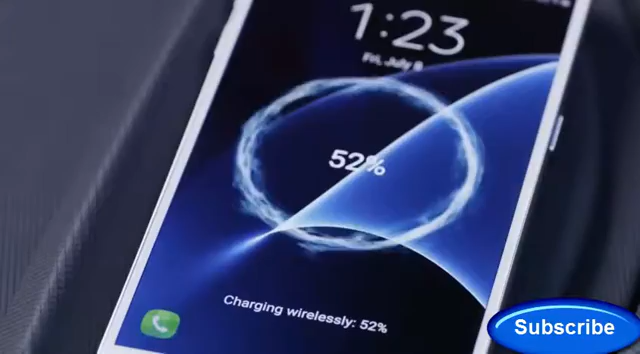 1:23
Fri, July 8
52%
Charging wirelessly: 52%
Subscribe